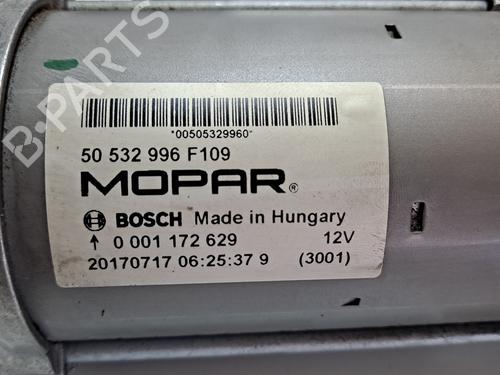 B-PARTS
*00505329960*
50 532 996 F109
MOPAR®
BOSCH Made in Hungary
↑ 0 001 172 629 12V
20170717 06:25:37 9 (3001)